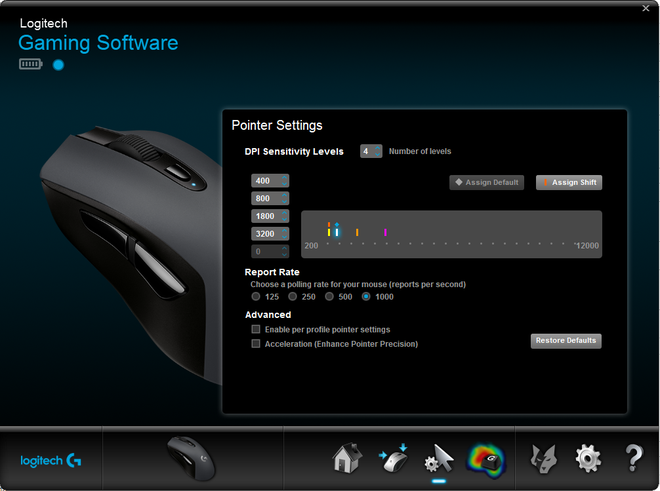 Logitech
Gaming Software
Pointer Settings
DPI Sensitivity Levels 4 Number of levels
400 Assign Default Assign Shift
800
1800
3200
0
200 12000
Report Rate
Choose a polling rate for your mouse (reports per second)
125 250 500 1000
Advanced
Enable per profile pointer settings
Acceleration (Enhance Pointer Precision)
Restore Defaults
logitech G